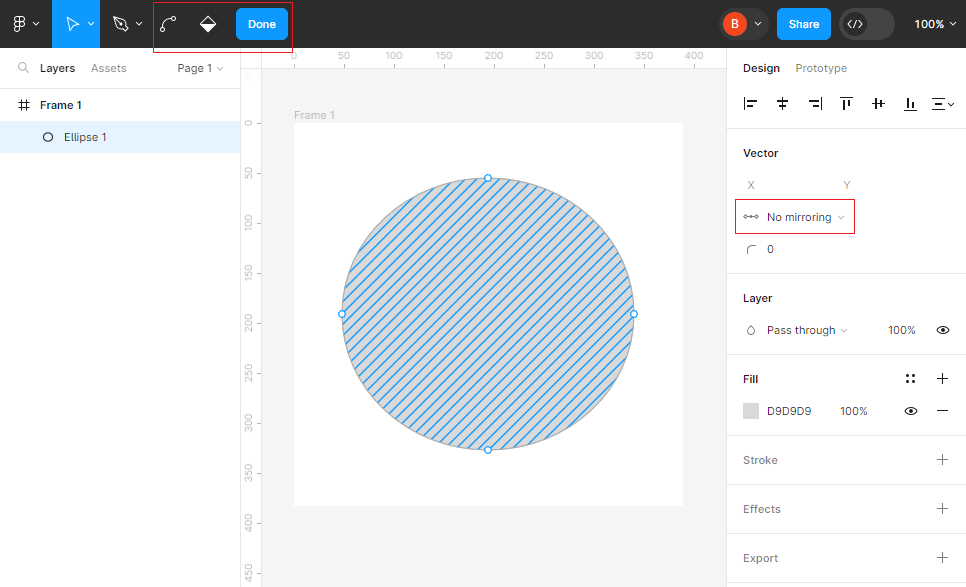 Done
B
Share
</>
100%
Layers
Assets
Page 1
Frame 1
Ellipse 1
0
50
100
150
200
250
300
350
400
0
50
100
150
200
250
300
350
400
450
Frame 1
Design
Prototype
Vector
X
Y
No mirroring
0
Layer
Pass through
100%
Fill
D9D9D9
100%
Stroke
Effects
Export